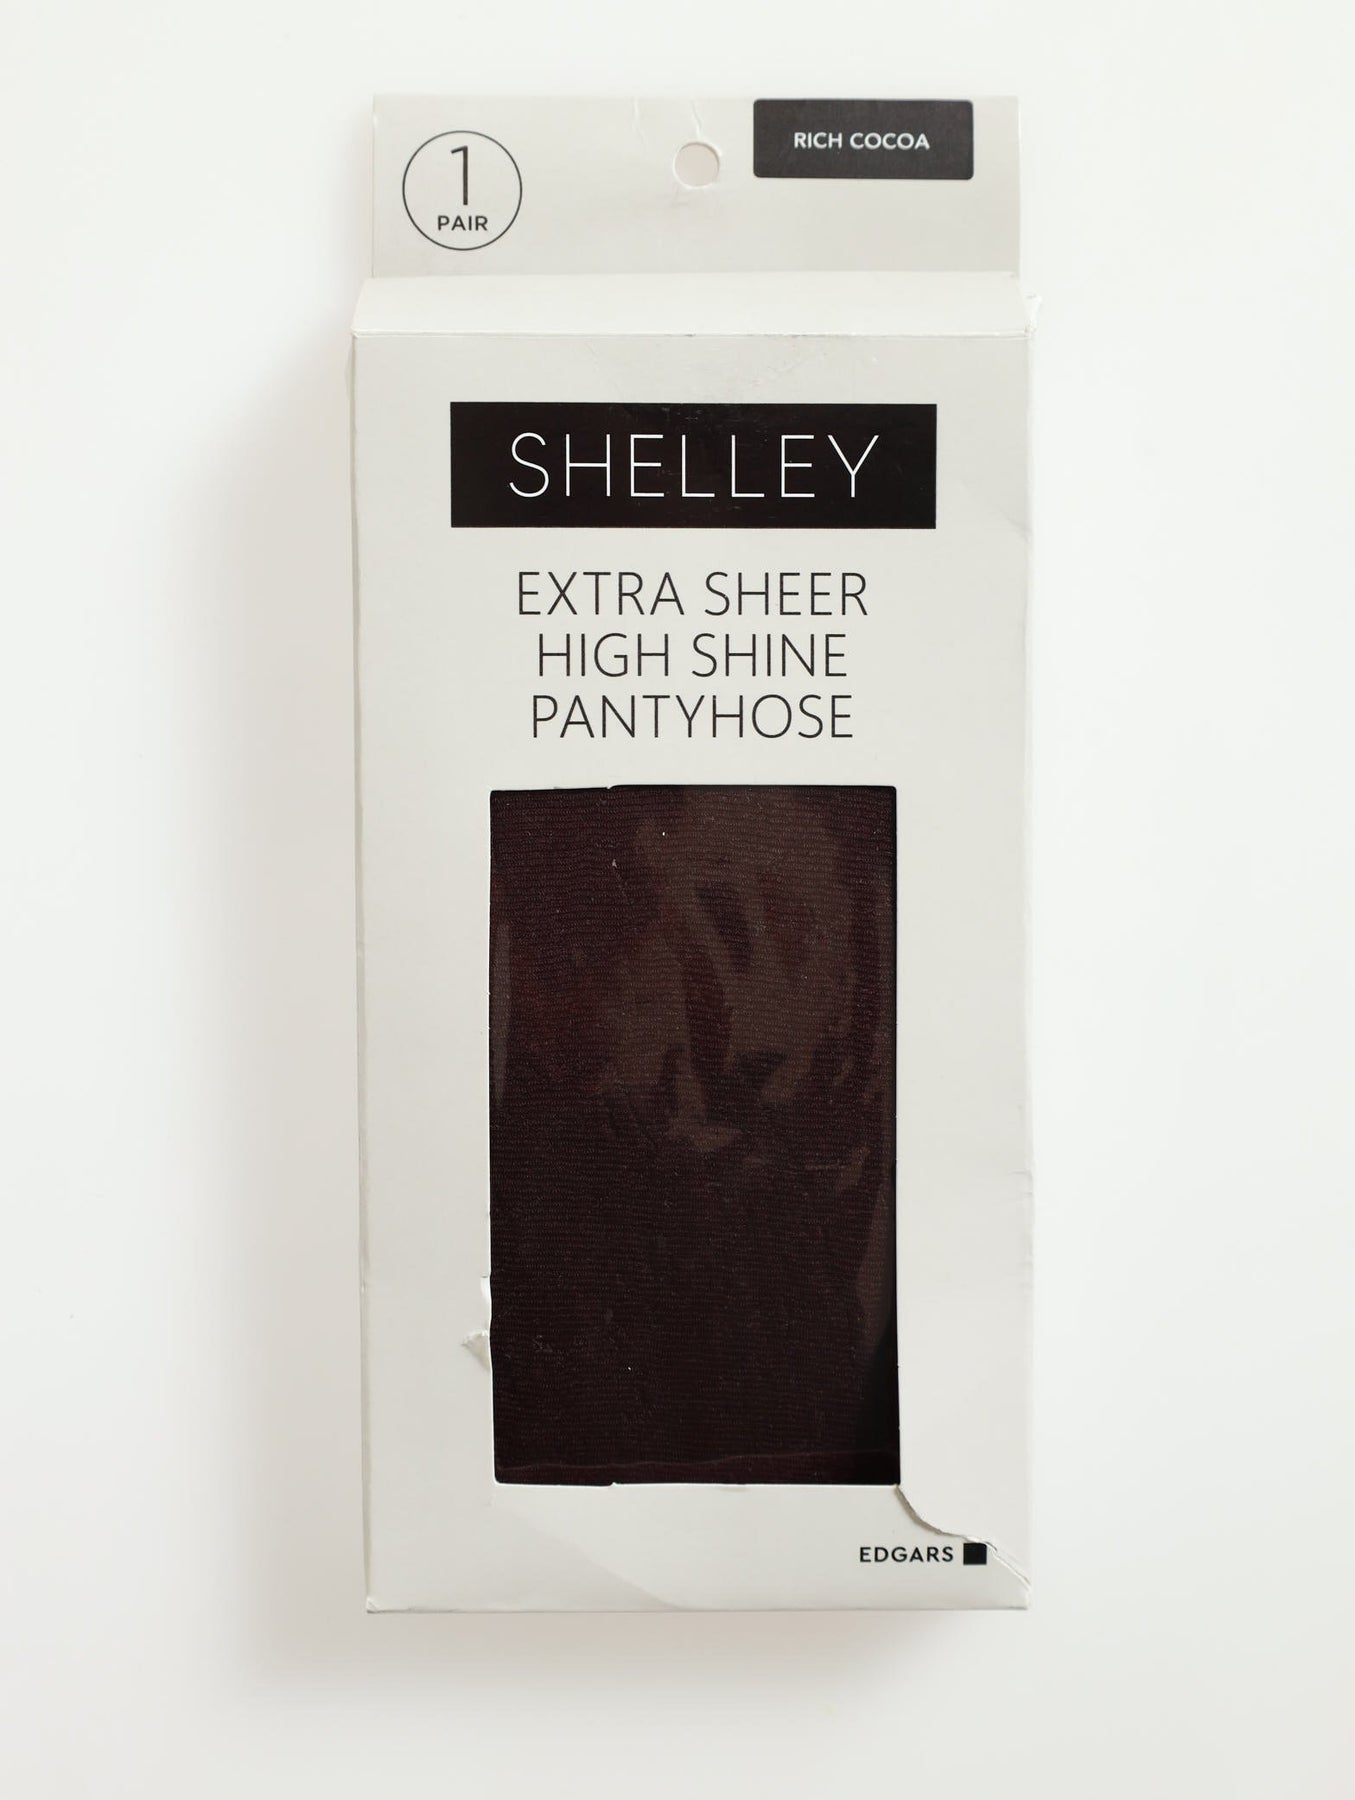 1
PAIR
RICH COCOA
SHELLEY
EXTRA SHEER
HIGH SHINE
PANTYHOSE
EDGARS